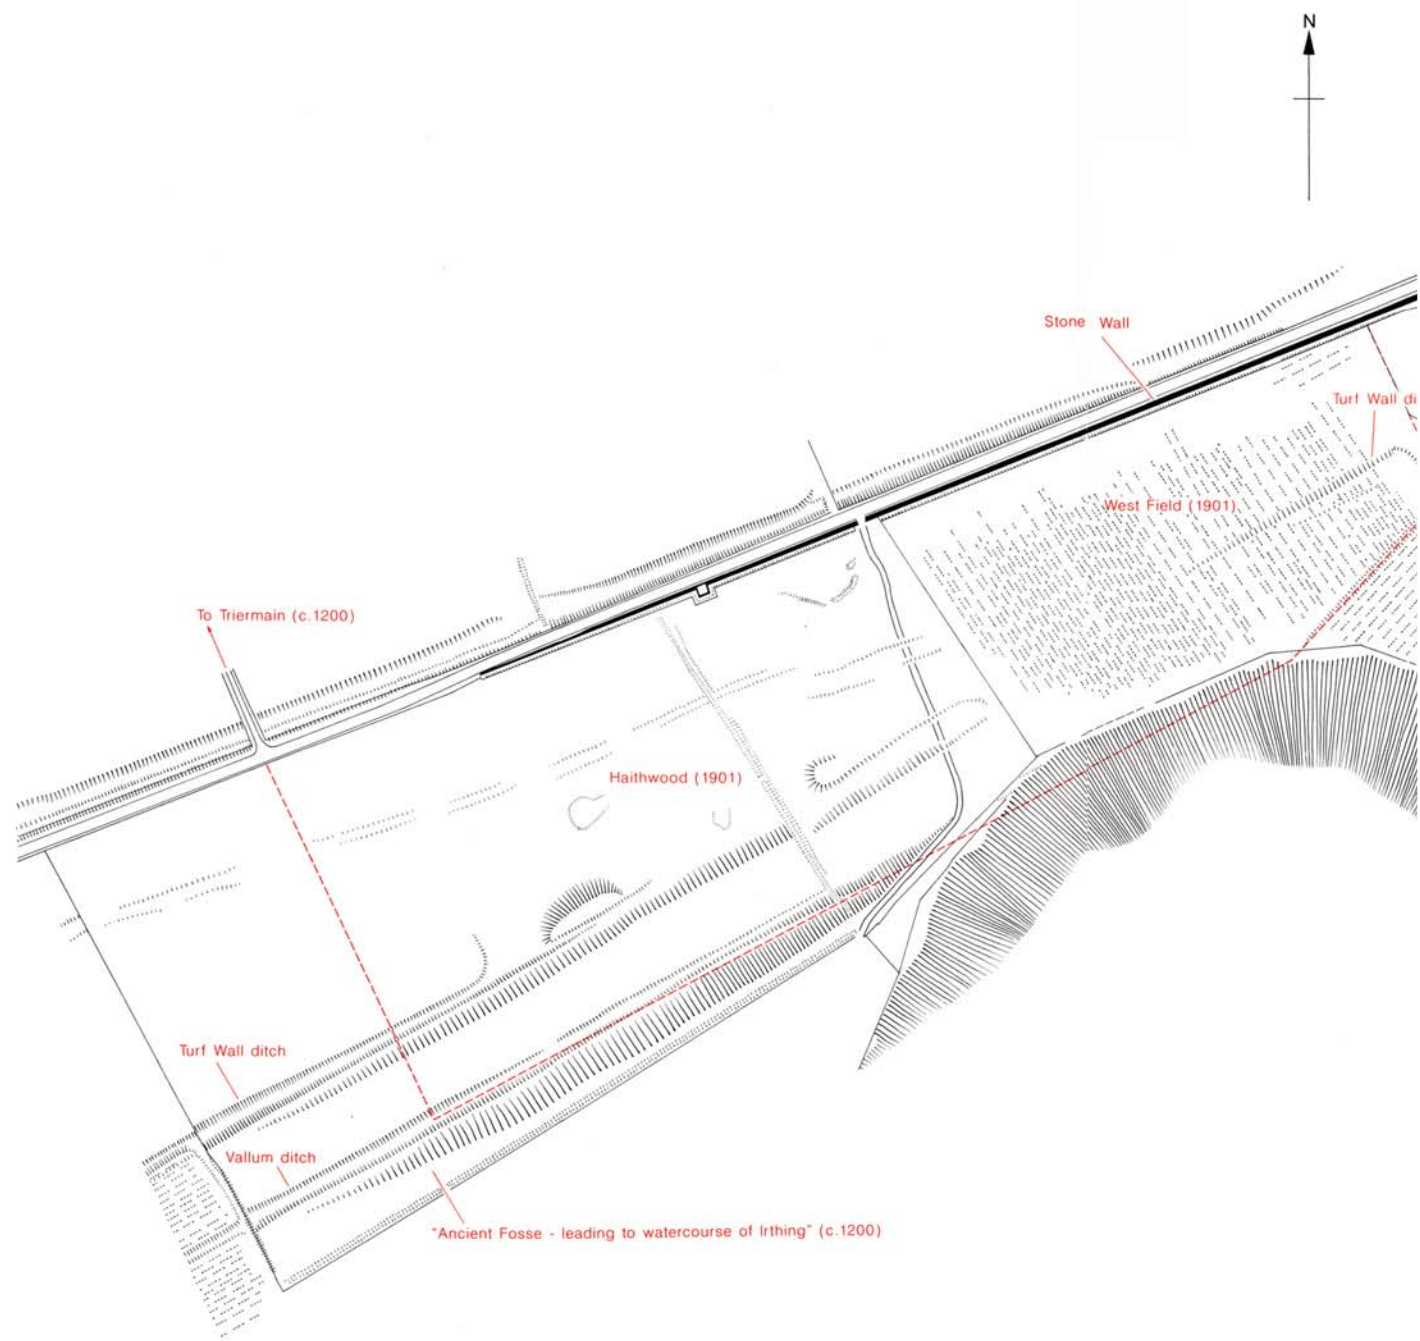 N
Stone Wall
Turf Wall di
West Field (1901)
To Triermain (c.1200)
Haithwood (1901)
Turf Wall ditch
Vallum ditch
"Ancient Fosse - leading to watercourse of Irthing" (c.1200)